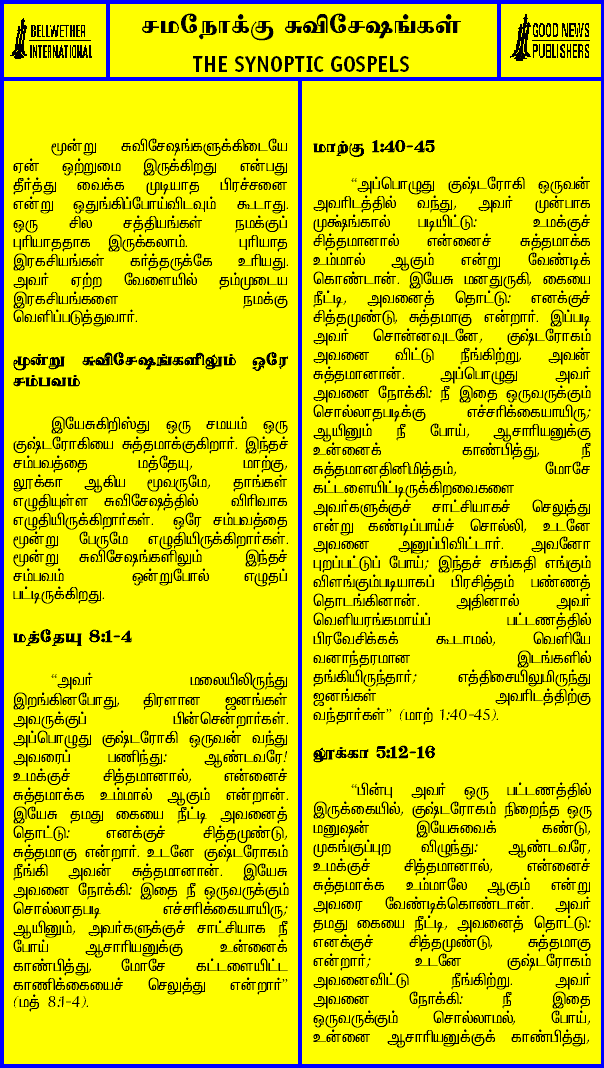 BELLWETHER
INTERNATIONAL
சமநோக்கு சுவிசேஷங்கள்
THE SYNOPTIC GOSPELS
GOOD NEWS
PUBLISHERS
மூன்று சுவிசேஷங்களுக்கிடையே
ஏன் ஒற்றுமை இருக்கிறது என்பது
தீர்த்து வைக்க முடியாத பிரச்சனை
என்று ஒதுங்கிப்போய்விடவும் கூடாது.
ஒரு சில சத்தியங்கள் நமக்குப்
புரியாததாக இருக்கலாம். புரியாத
இரகசியங்கள் கர்த்தருக்கே உரியது.
அவர் ஏற்ற வேளையில் தம்முடைய
இரகசியங்களை நமக்கு
வெளிப்படுத்துவார்.
மூன்று சுவிசேஷங்களிலும் ஒரே
சம்பவம்
இயேசுகிறிஸ்து ஒரு சமயம் ஒரு
குஷ்டரோகியை சுத்தமாக்குகிறார். இந்தச்
சம்பவத்தை மத்தேயு, மாற்கு,
லூக்கா ஆகிய மூவருமே, தாங்கள்
எழுதியுள்ள சுவிசேஷத்தில் விரிவாக
எழுதியிருக்கிறார்கள். ஒரே சம்பவத்தை
மூன்று பேருமே எழுதியிருக்கிறார்கள்.
மூன்று சுவிசேஷங்களிலும் இந்தச்
சம்பவம் ஒன்றுபோல் எழுதப்
பட்டிருக்கிறது.
மத்தேயு 8:1-4
“அவர் மலையிலிருந்து
இறங்கினபோது, திரளான ஜனங்கள்
அவருக்குப் பின்சென்றார்கள்.
அப்பொழுது குஷ்டரோகி ஒருவன் வந்து
அவரைப் பணிந்து: ஆண்டவரே!
உமக்குச் சித்தமானால், என்னைச்
சுத்தமாக்க உம்மால் ஆகும் என்றான்.
இயேசு தமது கையை நீட்டி அவனைத்
தொட்டு: எனக்குச் சித்தமுண்டு,
சுத்தமாகு என்றார். உடனே குஷ்டரோகம்
நீங்கி அவன் சுத்தமானான். இயேசு
அவனை நோக்கி: இதை நீ ஒருவருக்கும்
சொல்லாதபடி எச்சரிக்கையாயிரு;
ஆயினும், அவர்களுக்குச் சாட்சியாக நீ
போய் ஆசாரியனுக்கு உன்னைக்
காண்பித்து, மோசே கட்டளையிட்ட
காணிக்கையைச் செலுத்து என்றார்”
(மத் 8:1-4).
மாற்கு 1:40-45
“அப்பொழுது குஷ்டரோகி ஒருவன்
அவரிடத்தில் வந்து, அவர் முன்பாக
முக்ஷங்கால் படியிட்டு: உமக்குச்
சித்தமானால் என்னைச் சுத்தமாக்க
உம்மால் ஆகும் என்று வேண்டிக்
கொண்டான். இயேசு மனதுருகி, கையை
நீட்டி, அவனைத் தொட்டு: எனக்குச்
சித்தமுண்டு, சுத்தமாகு என்றார். இப்படி
அவர் சொன்னவுடனே, குஷ்டரோகம்
அவனை விட்டு நீங்கிற்று, அவன்
சுத்தமானான். அப்பொழுது அவர்
அவனை நோக்கி: நீ இதை ஒருவருக்கும்
சொல்லாதபடிக்கு எச்சரிக்கையாயிரு;
ஆயினும் நீ போய், ஆசாரியனுக்கு
உன்னைக் காண்பித்து, நீ
சுத்தமானதினிமித்தம், மோசே
கட்டளையிட்டிருக்கிறவைகளை
அவர்களுக்குச் சாட்சியாகச் செலுத்து
என்று கண்டிப்பாய்ச் சொல்லி, உடனே
அவனை அனுப்பிவிட்டார். அவனோ
புறப்பட்டுப் போய்; இந்தச் சங்கதி எங்கும்
விளங்கும்படியாகப் பிரசித்தம் பண்ணத்
தொடங்கினான். அதினால் அவர்
வெளியரங்கமாய்ப் பட்டணத்தில்
பிரவேசிக்கக் கூடாமல், வெளியே
வனாந்தரமான இடங்களில்
தங்கியிருந்தார்; எத்திசையிலுமிருந்து
ஜனங்கள் அவரிடத்திற்கு
வந்தார்கள்” (மாற் 1:40-45).
லூக்கா 5:12-16
“பின்பு அவர் ஒரு பட்டணத்தில்
இருக்கையில், குஷ்டரோகம் நிறைந்த ஒரு
மனுஷன் இயேசுவைக் கண்டு,
முகங்குப்புற விழுந்து: ஆண்டவரே,
உமக்குச் சித்தமானால், என்னைச்
சுத்தமாக்க உம்மாலே ஆகும் என்று
அவரை வேண்டிக்கொண்டான். அவர்
தமது கையை நீட்டி, அவனைத் தொட்டு:
எனக்குச் சித்தமுண்டு, சுத்தமாகு
என்றார்; உடனே குஷ்டரோகம்
அவனைவிட்டு நீங்கிற்று. அவர்
அவனை நோக்கி: நீ இதை
ஒருவருக்கும் சொல்லாமல், போய்,
உன்னை ஆசாரியனுக்குக் காண்பித்து,